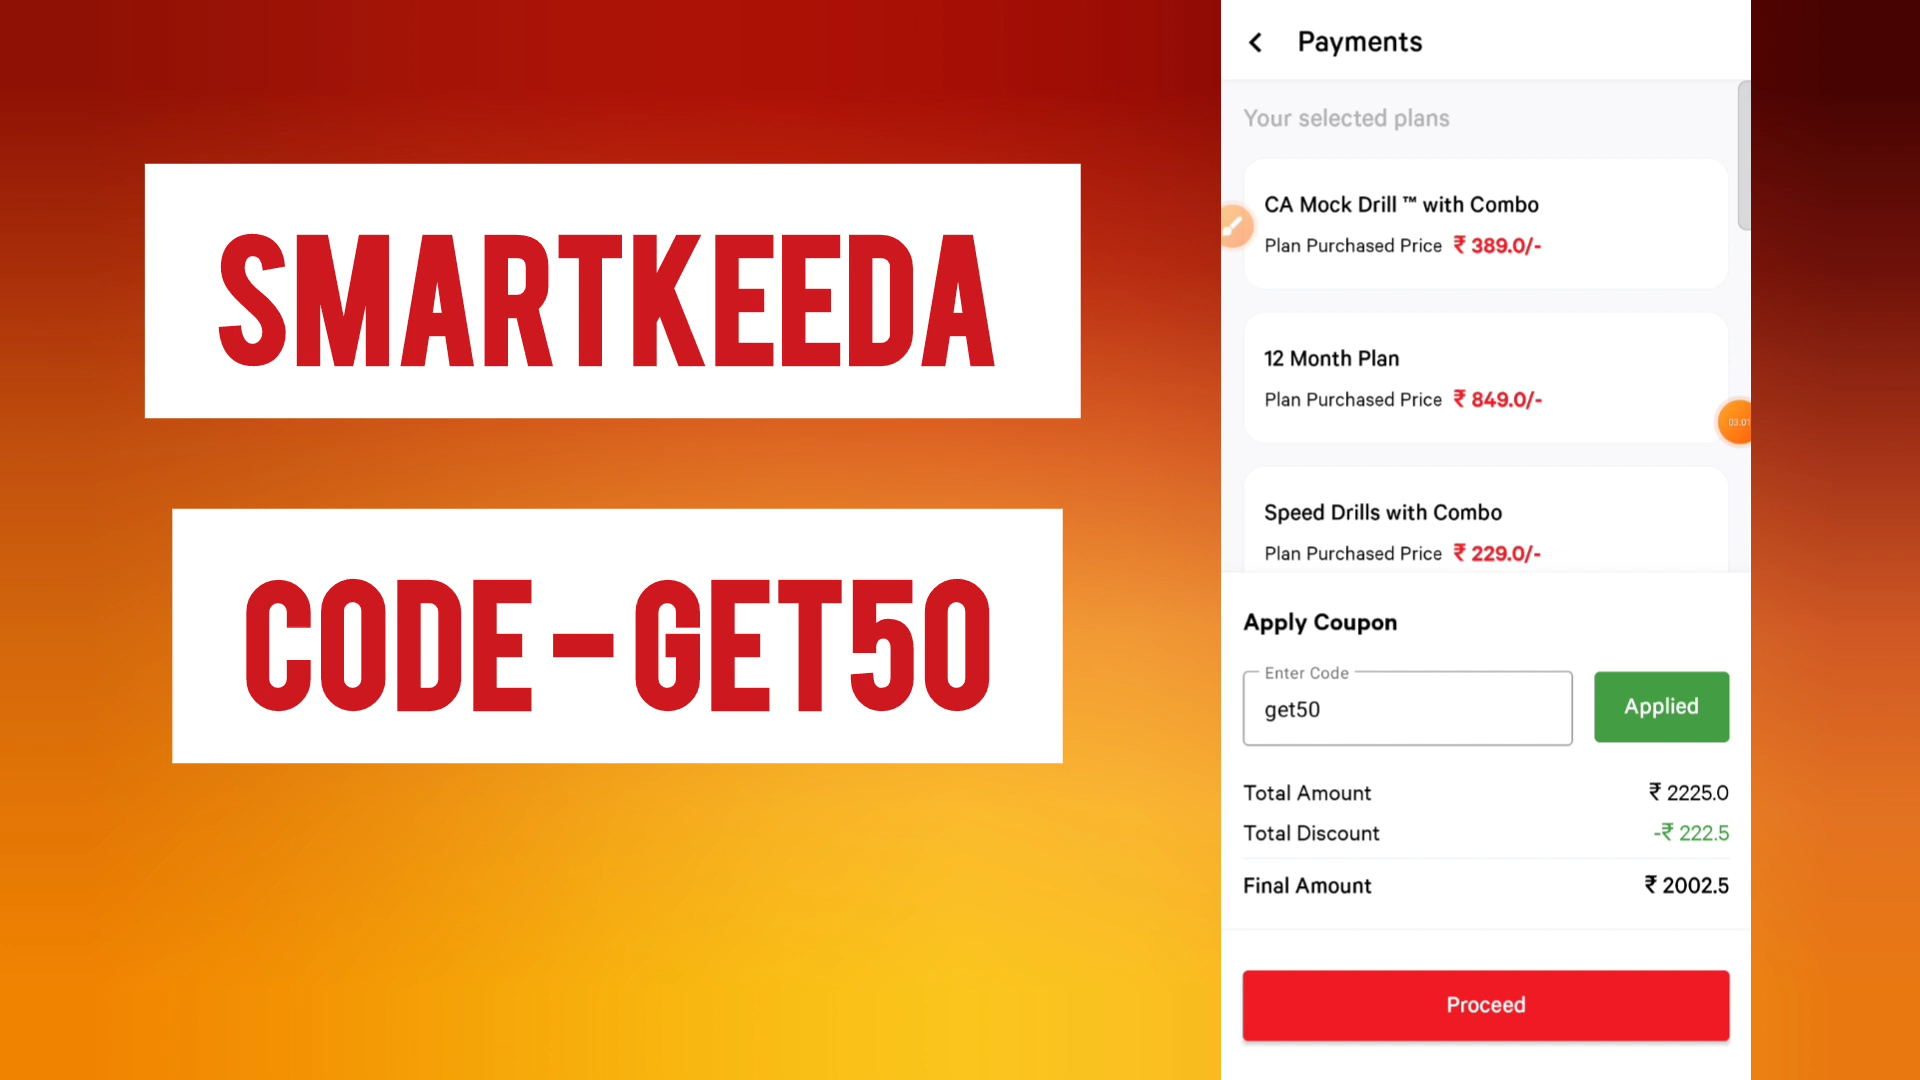 SMARTKEEDA
CODE - GET50
Payments
Your selected plans
CA Mock Drill ™ with Combo
Plan Purchased Price ₹ 389.0/-
12 Month Plan
Plan Purchased Price ₹ 849.0/-
03:01
Speed Drills with Combo
Plan Purchased Price ₹ 229.0/-
Apply Coupon
Enter Code
get50
Applied
Total Amount ₹ 2225.0
Total Discount -₹ 222.5
Final Amount ₹ 2002.5
Proceed